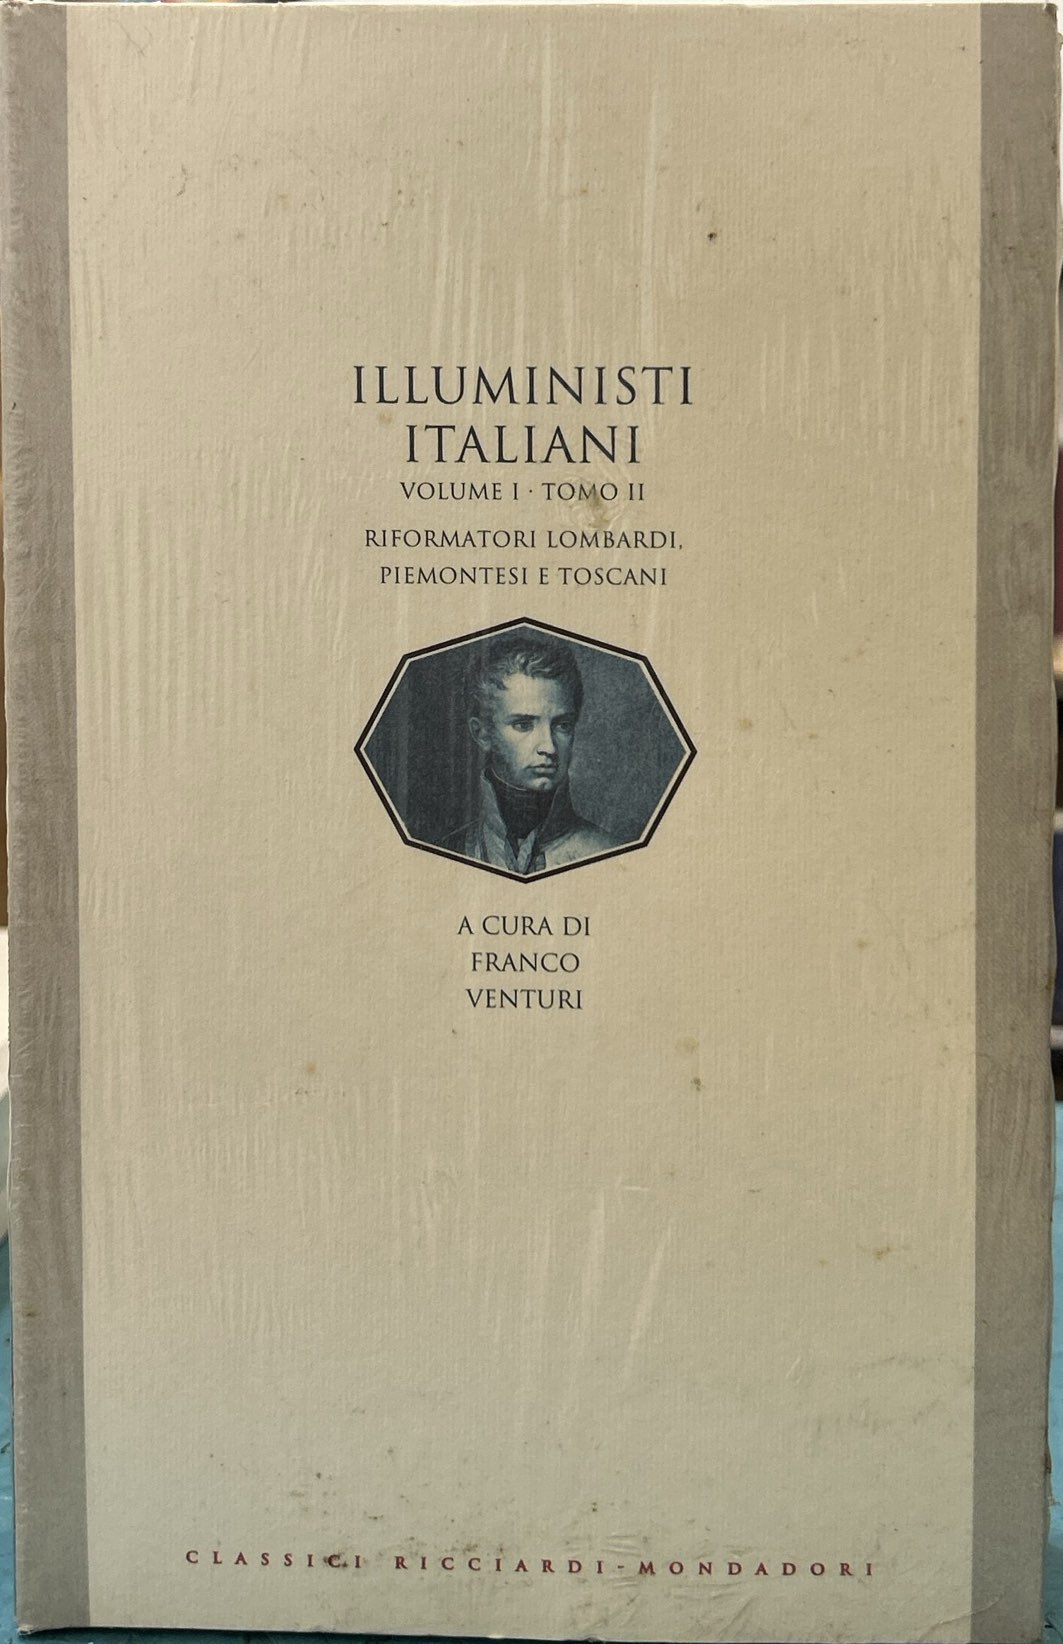 ILLUMINISTI
ITALIANI
VOLUME I · TOMO II
RIFORMATORI LOMBARDI,
PIEMONTESI E TOSCANI
A CURA DI
FRANCO
VENTURI
CLASSICI RICCIARDI-MONDADORI